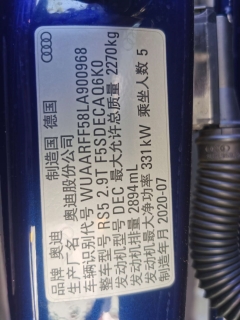 品牌 奥迪 制造国 德国
生产厂名 奥迪股份公司
车辆识别代号 WUAARFF58LA900968
整车型号 RS5 2.9T F5SDECAQ6K0
发动机型号 DEC 最大允许总质量 2270kg
发动机排量 2894mL
发动机最大净功率 331kW 乘坐人数 5
制造年月 2020-07